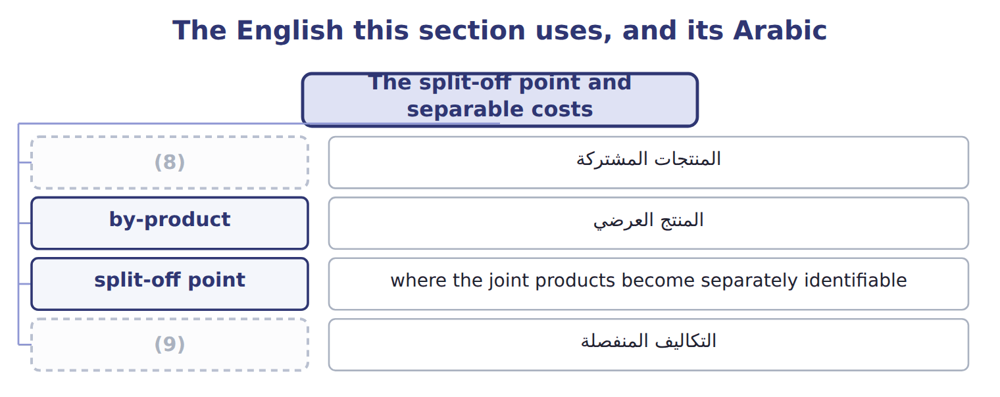 The English this section uses, and its Arabic
The split-off point and
separable costs
(8)
المنتجات المشتركة
by-product
المنتج العرضي
split-off point
where the joint products become separately identifiable
(9)
التكاليف المنفصلة